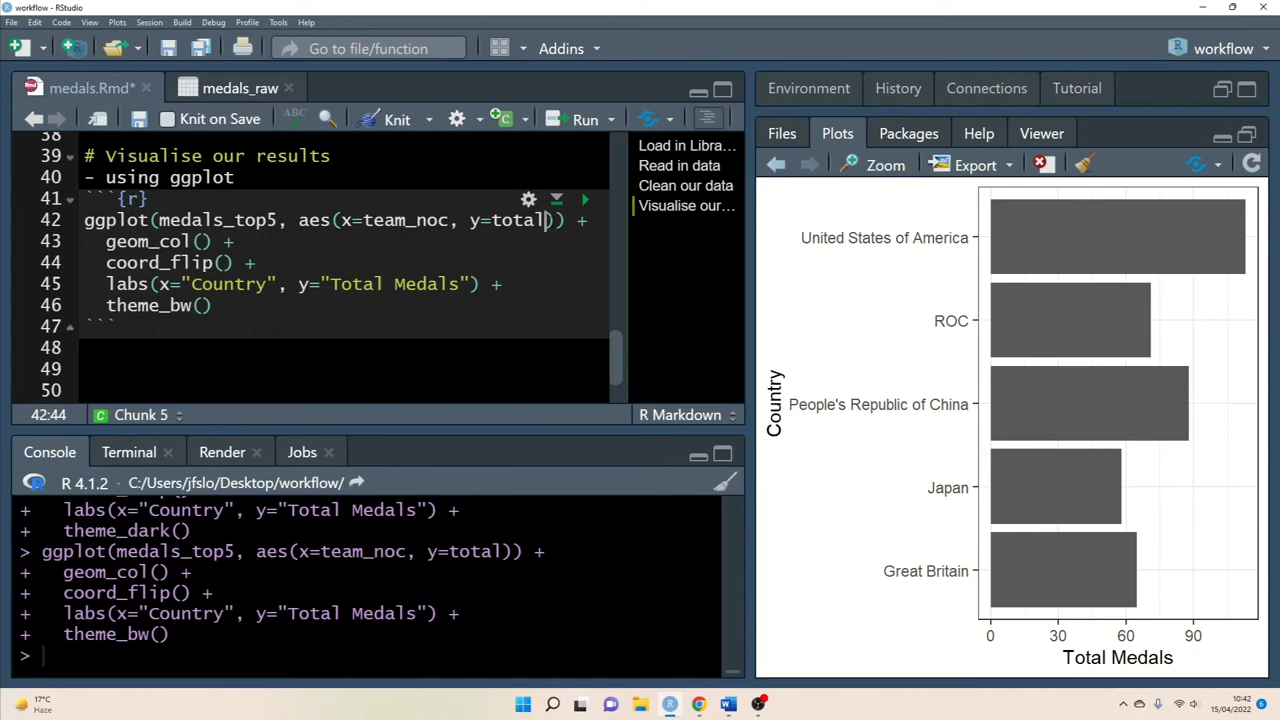 workflow - RStudio
File Edit Code View Plots Session Build Debug Profile Tools Help
Go to file/function Addins workflow
medals.Rmd* medals_raw
Knit on Save ABC Knit Run
38
39 # Visualise our results
40 - using ggplot
41 ```{r}
42 ggplot(medals_top5, aes(x=team_noc, y=total)) +
43 geom_col() +
44 coord_flip() +
45 labs(x="Country", y="Total Medals") +
46 theme_bw()
47 ```
48
49
50
Load in Libra...
Read in data
Clean our data
Visualise our...
42:44 C Chunk 5 R Markdown
Console Terminal Render Jobs
R 4.1.2 · C:/Users/jfslo/Desktop/workflow/
+ labs(x="Country", y="Total Medals") +
+ theme_dark()
> ggplot(medals_top5, aes(x=team_noc, y=total)) +
+ geom_col() +
+ coord_flip() +
+ labs(x="Country", y="Total Medals") +
+ theme_bw()
>
Environment History Connections Tutorial
Files Plots Packages Help Viewer
Zoom Export
United States of America
ROC
People's Republic of China
Japan
Great Britain
Country
0 30 60 90
Total Medals
17°C
Haze
10:42
15/04/2022
6